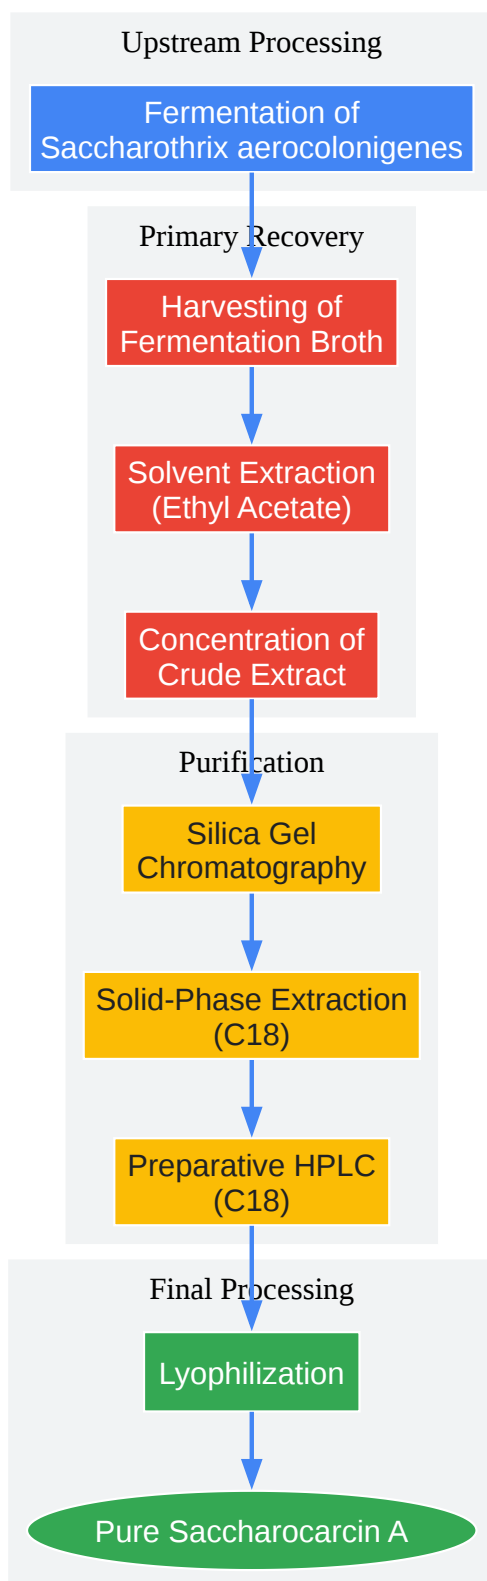 Upstream Processing
Fermentation of
Saccharothrix aerocolonigenes
Primary Recovery
Harvesting of
Fermentation Broth
Solvent Extraction
(Ethyl Acetate)
Concentration of
Crude Extract
Purification
Silica Gel
Chromatography
Solid-Phase Extraction
(C18)
Preparative HPLC
(C18)
Final Processing
Lyophilization
Pure Saccharocarcin A